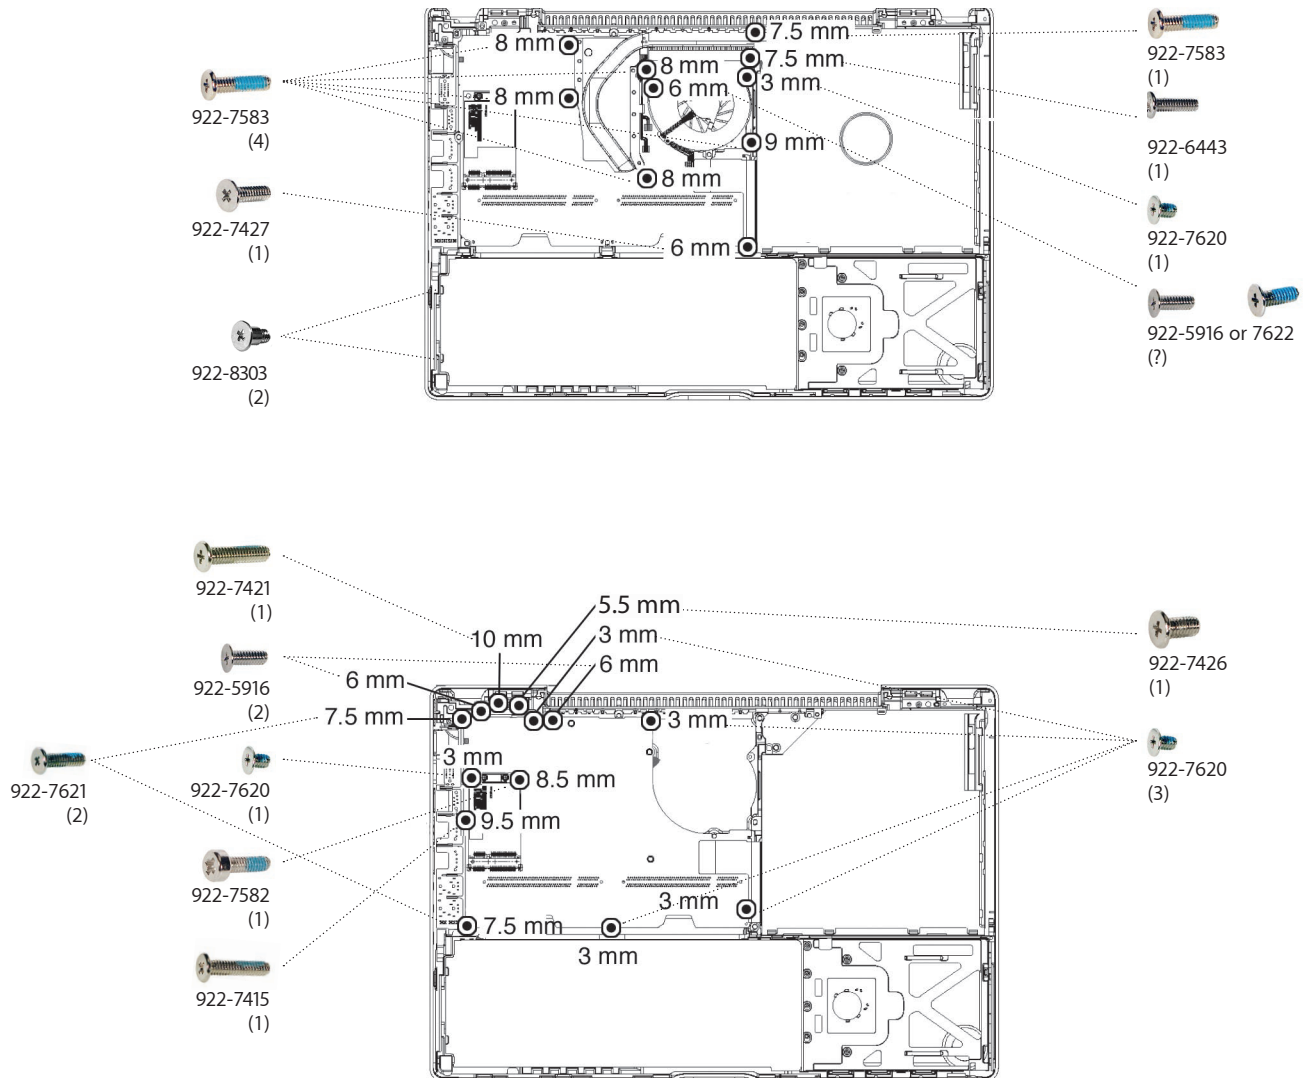 8 mm
7.5 mm
922-7583
(1)
7.5 mm
8 mm
3 mm
6 mm
922-7583
(4)
8 mm
9 mm
922-6443
(1)
8 mm
922-7427
(1)
922-7620
(1)
6 mm
922-5916 or 7622
(?)
922-8303
(2)
922-7421
(1)
5.5 mm
10 mm
3 mm
6 mm
922-7426
(1)
922-5916
(2)
6 mm
7.5 mm
3 mm
3 mm
8.5 mm
922-7621
(2)
922-7620
(1)
922-7620
(3)
9.5 mm
922-7582
(1)
3 mm
7.5 mm
3 mm
922-7415
(1)